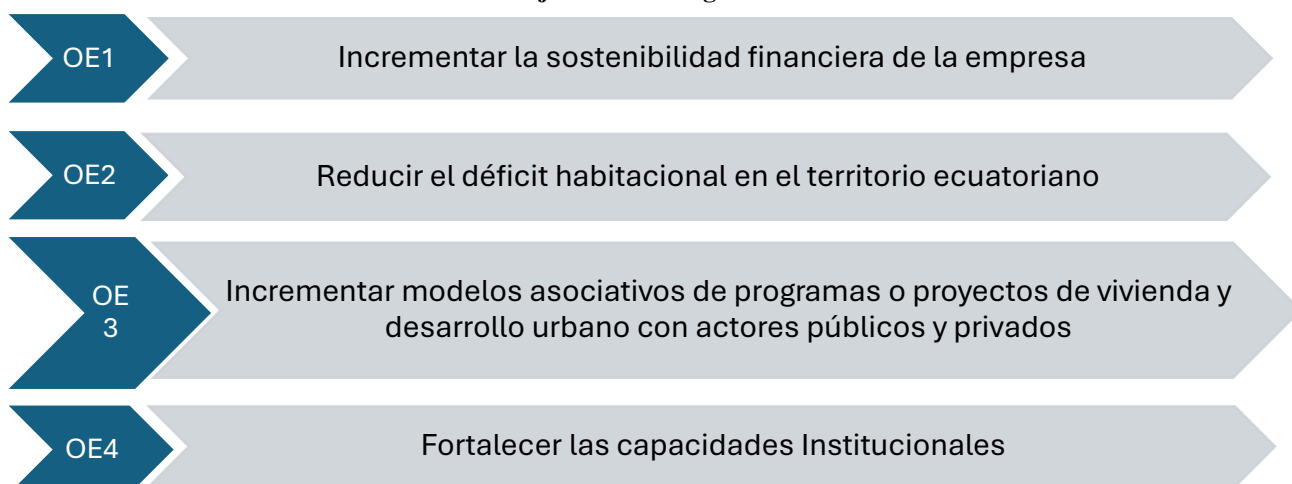 OE1
Incrementar la sostenibilidad financiera de la empresa
OE2
Reducir el déficit habitacional en el territorio ecuatoriano
OE
3
Incrementar modelos asociativos de programas o proyectos de vivienda y
desarrollo urbano con actores públicos y privados
OE4
Fortalecer las capacidades Institucionales